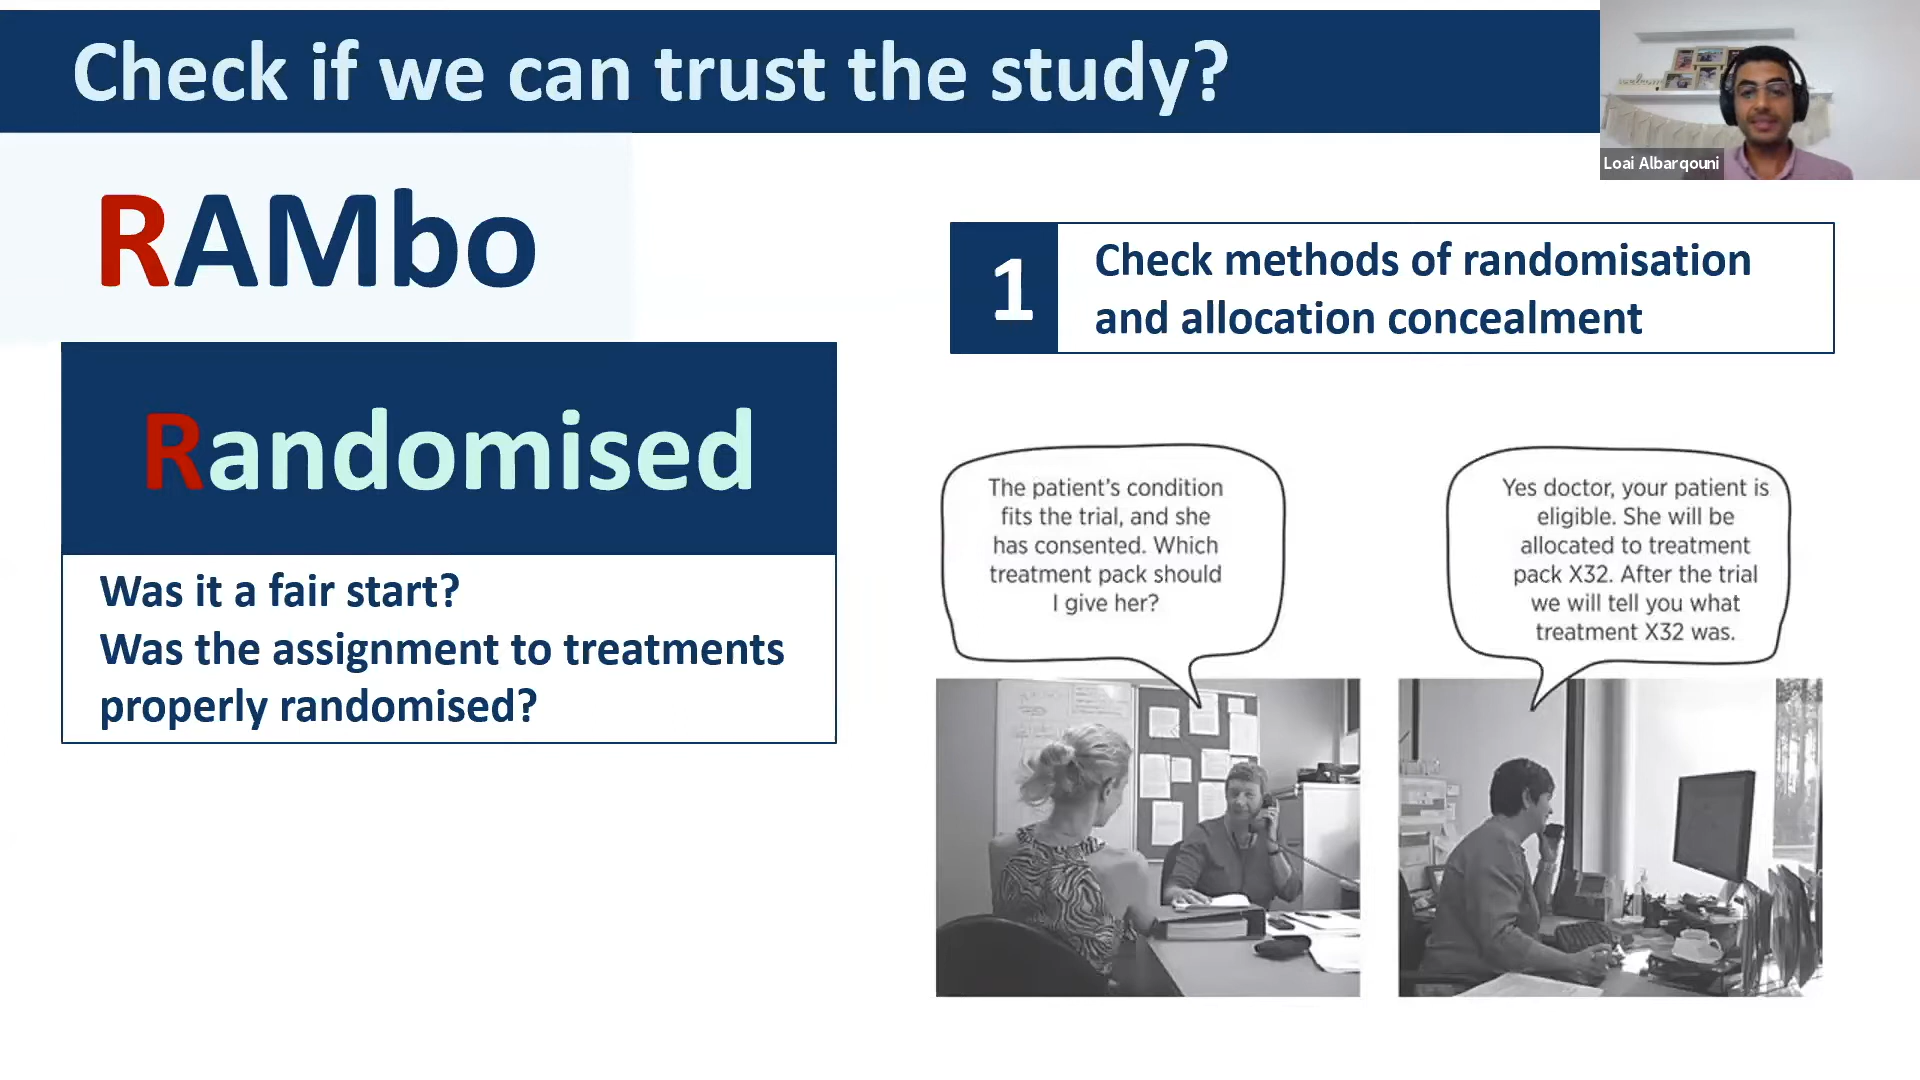 Check if we can trust the study?
Loai Albarqouni
RAMbo
Randomised
Was it a fair start?
Was the assignment to treatments
properly randomised?
1
Check methods of randomisation
and allocation concealment
The patient's condition
fits the trial, and she
has consented. Which
treatment pack should
I give her?
Yes doctor, your patient is
eligible. She will be
allocated to treatment
pack X32. After the trial
we will tell you what
treatment X32 was.